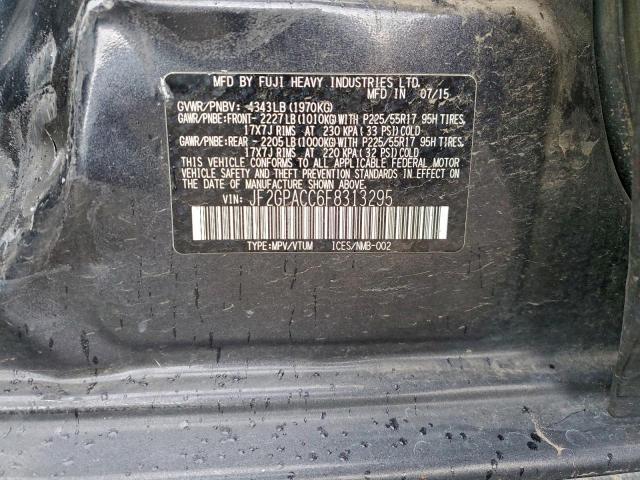 MFD BY FUJI HEAVY INDUSTRIES LTD.
MFD IN 07/15
GVWR/PNBV: 4343LB(1970KG)
GAWR/PNBE:FRONT- 2227LB(1010KG)WITH P225/55R17 95H TIRES,
17X7J RIMS AT 230 KPA(33 PSI)COLD
GAWR/PNBE:REAR - 2205LB(1000KG)WITH P225/55R17 95H TIRES,
17X7J RIMS AT 220 KPA(32 PSI)COLD
THIS VEHICLE CONFORMS TO ALL APPLICABLE FEDERAL MOTOR
VEHICLE SAFETY AND THEFT PREVENTION STANDARDS IN EFFECT ON
THE DATE OF MANUFACTURE SHOWN ABOVE.
VIN: JF2GPACC6F8313295
TYPE:MPV/VTUM ICES/NMB-002